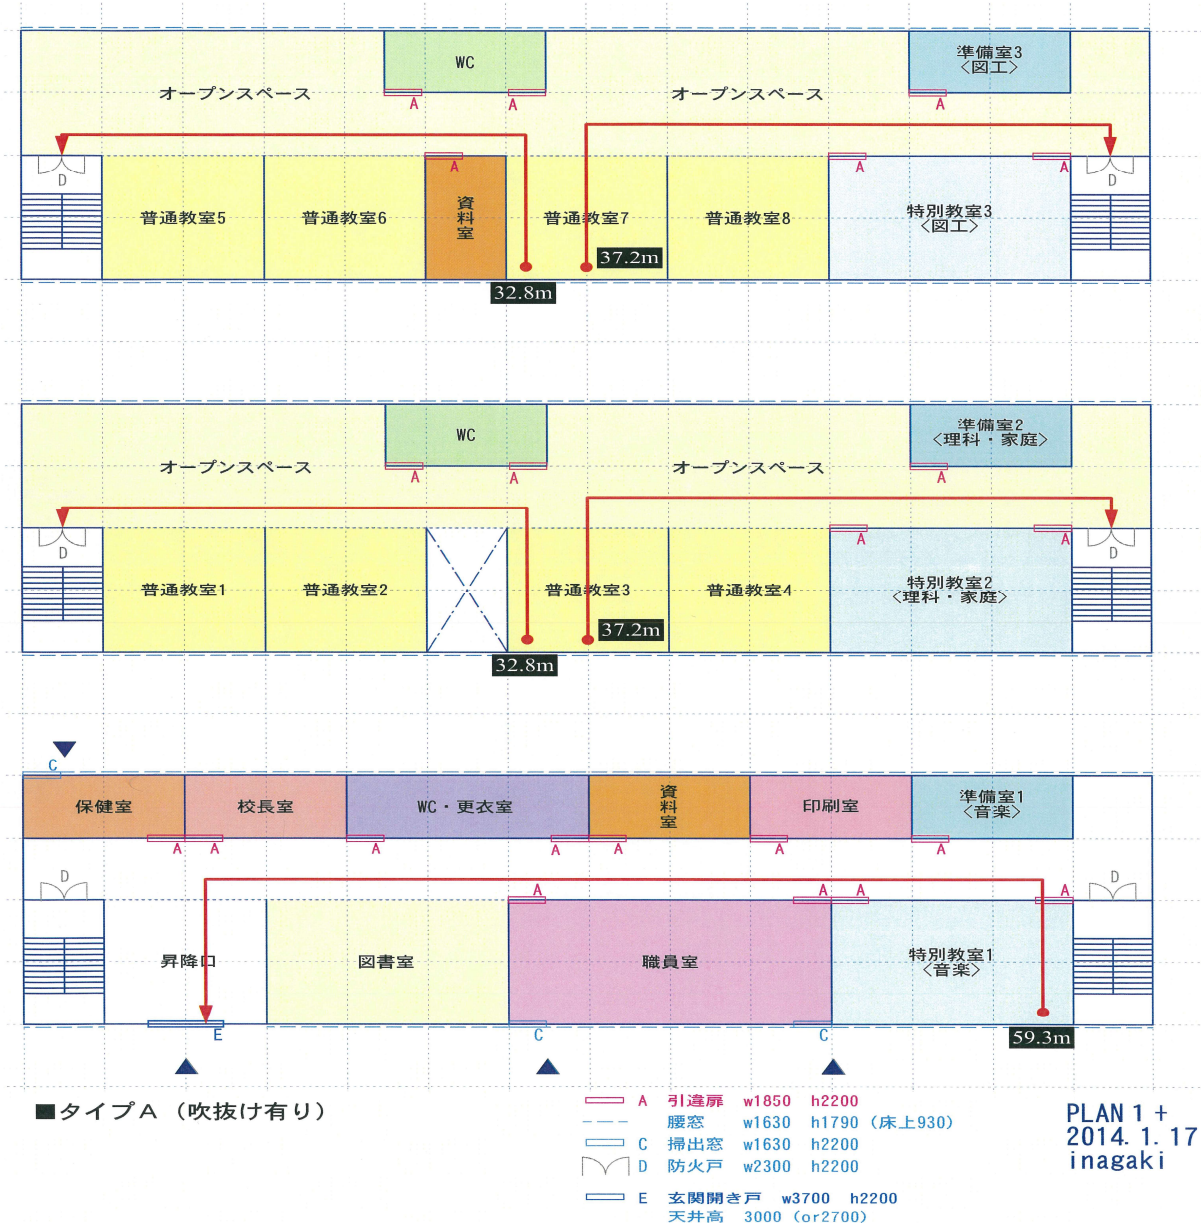 WC
準備室3
〈図工〉
オープンスペース
オープンスペース
A
A
A
A
A
A
D
D
普通教室5
普通教室6
資料室
普通教室7
普通教室8
特別教室3
〈図工〉
37.2m
32.8m
WC
準備室2
〈理科・家庭〉
オープンスペース
オープンスペース
A
A
A
A
A
D
D
普通教室1
普通教室2
普通教室3
普通教室4
特別教室2
〈理科・家庭〉
37.2m
32.8m
C
保健室
校長室
WC・更衣室
資料室
印刷室
準備室1
〈音楽〉
A
A
A
A
A
A
A
D
D
A
A
A
A
昇降口
図書室
職員室
特別教室1
〈音楽〉
E
C
C
59.3m
■タイプA（吹抜け有り）
A 引違扉 w1850 h2200
腰窓 w1630 h1790（床上930）
C 掃出窓 w1630 h2200
D 防火戸 w2300 h2200
E 玄関開き戸 w3700 h2200
天井高 3000（or2700）
PLAN 1 +
2014. 1. 17
inagaki